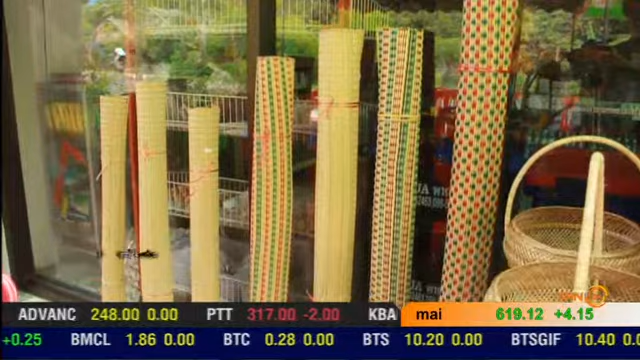 ADVANC 248.00 0.00 PTT 317.00 -2.00 KBA mai 619.12 +4.15
+0.25 BMCL 1.86 0.00 BTC 0.28 0.00 BTS 10.20 0.00 BTSGIF 10.40 0.0